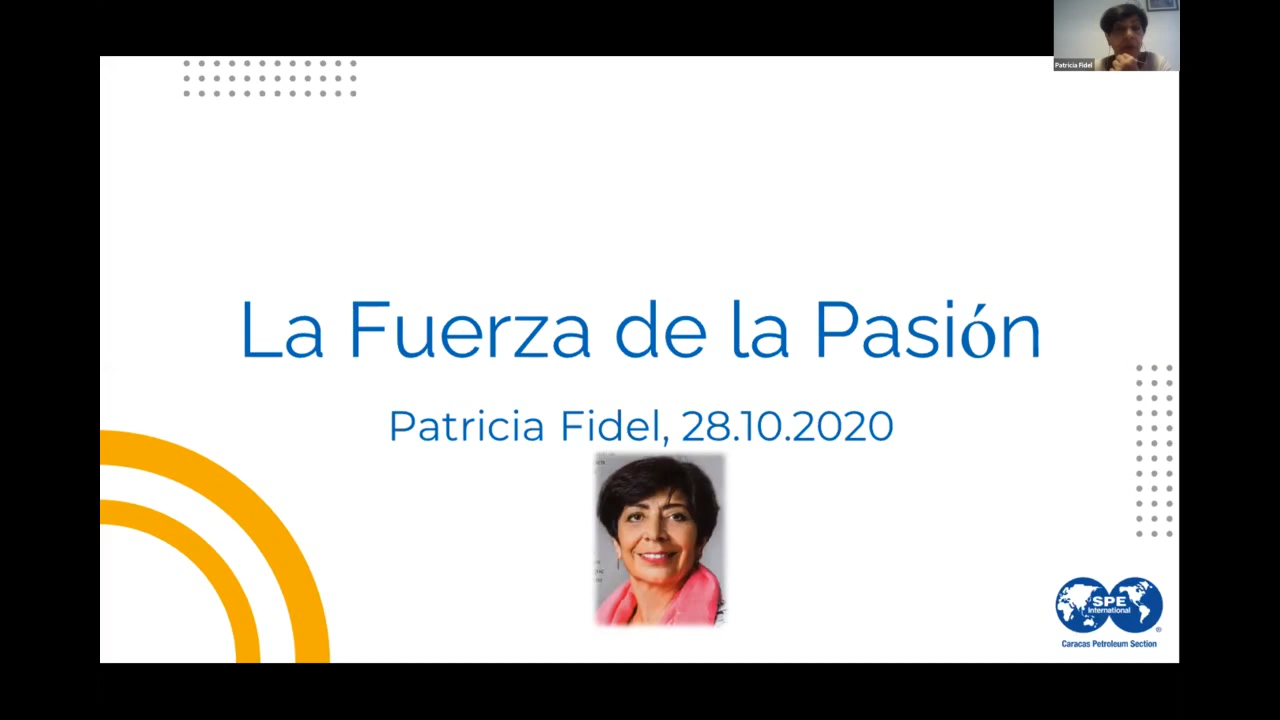 Patricia Fidel
La Fuerza de la Pasión
Patricia Fidel, 28.10.2020
SPE
International
®
Caracas Petroleum Section